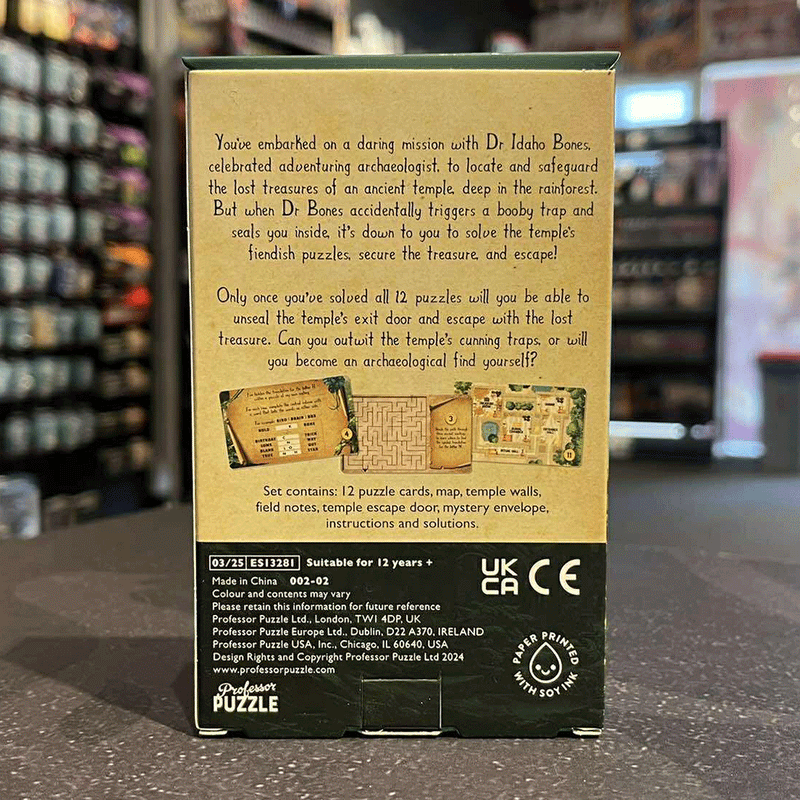 You've embarked on a daring mission with Dr Idaho Bones,
celebrated adventuring archaeologist, to locate and safeguard
the lost treasures of an ancient temple, deep in the rainforest.
But when Dr Bones accidentally triggers a booby trap and
seals you inside, it's down to you to solve the temple's
fiendish puzzles, secure the treasure, and escape!
Only once you've solved all 12 puzzles will you be able to
unseal the temple's exit door and escape with the lost
treasure. Can you outwit the temple's cunning traps, or will
you become an archaeological find yourself?
4
3
11
Set contains: 12 puzzle cards, map, temple walls,
field notes, temple escape door, mystery envelope,
instructions and solutions.
03/25 ES13281 Suitable for 12 years +
Made in China 002-02
Colour and contents may vary
Please retain this information for future reference
Professor Puzzle Ltd., London, TW1 4DP, UK
Professor Puzzle Europe Ltd., Dublin, D22 A370, IRELAND
Professor Puzzle USA, Inc., Chicago, IL 60640, USA
Design Rights and Copyright Professor Puzzle Ltd 2024
www.professorpuzzle.com
UK
CA CE
PAPER PRINTED
WITH SOY INK
Professor
PUZZLE